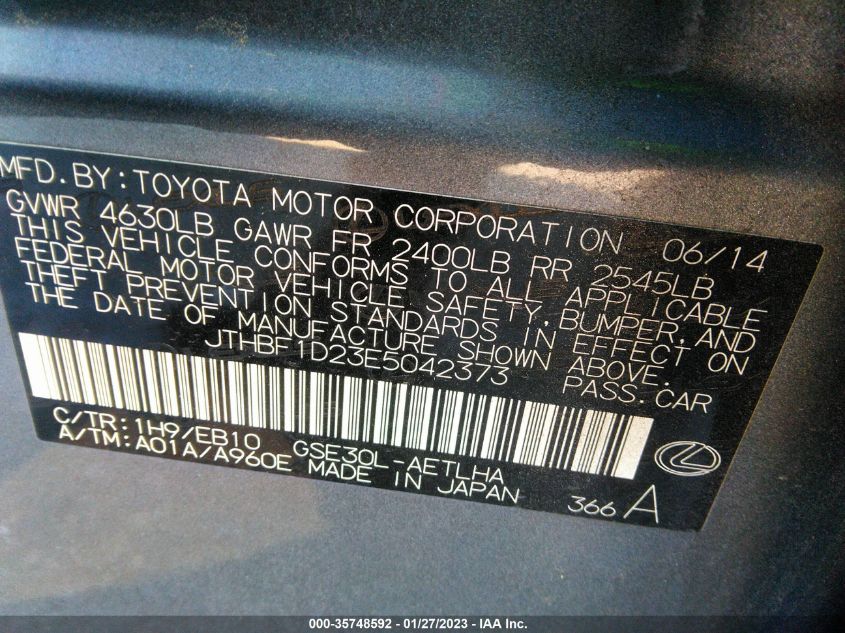 MFD.BY:TOYOTA MOTOR CORPORATION 06/14
GVWR 4630LB GAWR FR 2400LB RR 2545LB
THIS VEHICLE CONFORMS TO ALL APPLICABLE
FEDERAL MOTOR VEHICLE SAFETY,BUMPER,AND
THEFT PREVENTION STANDARDS IN EFFECT ON
THE DATE OF MANUFACTURE SHOWN ABOVE.
JTHBF1D23E5042373 PASS.CAR
C/TR:1H9/EB10 GSE30L-AETLHA
A/TM:A01A/A960E MADE IN JAPAN 366 A
000-35748592 — 01/27/2023 — IAA Inc.